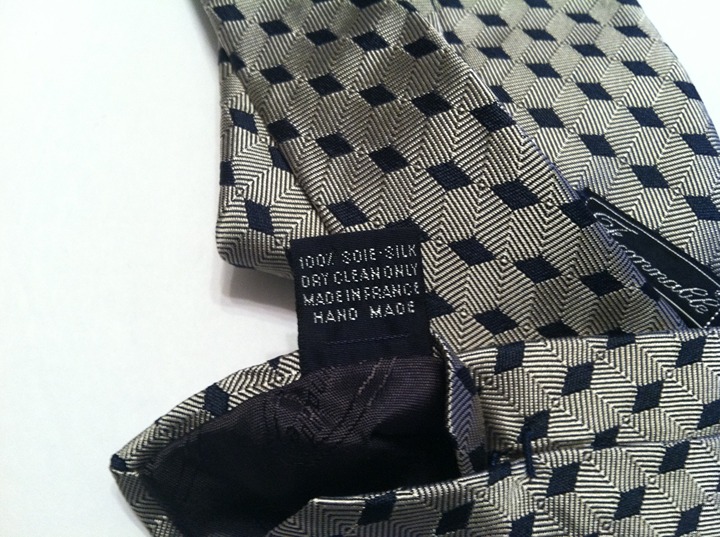 100% SOIE-SILK
DRY CLEAN ONLY
MADE IN FRANCE
HAND MADE